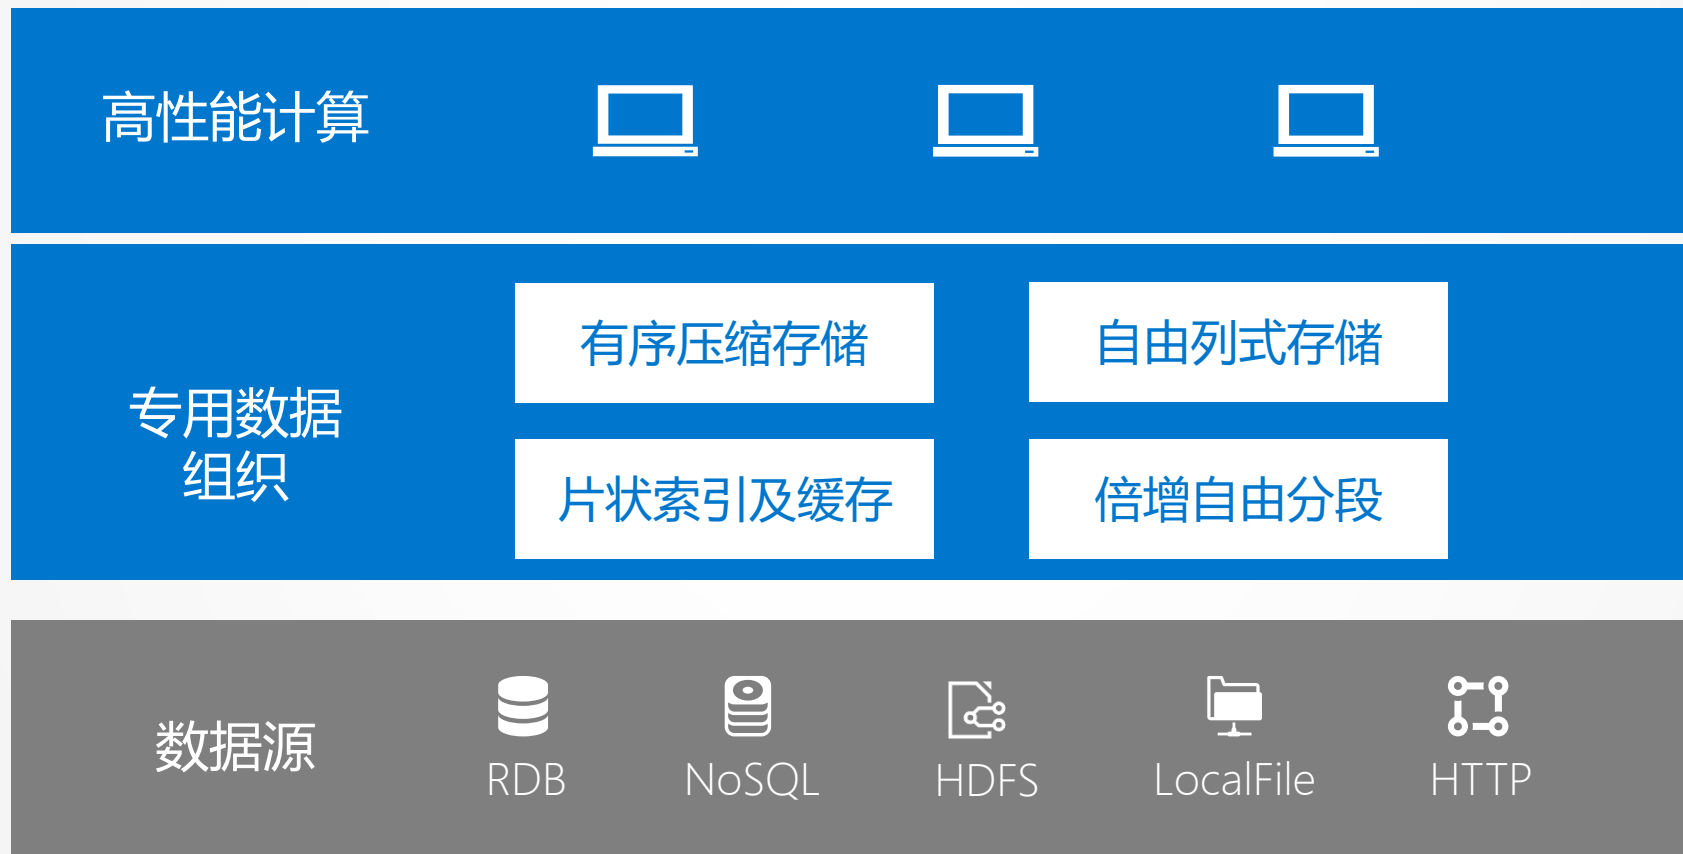 高性能计算
有序压缩存储
自由列式存储
专用数据
组织
片状索引及缓存
倍增自由分段
数据源
RDB
NoSQL
HDFS
LocalFile
HTTP